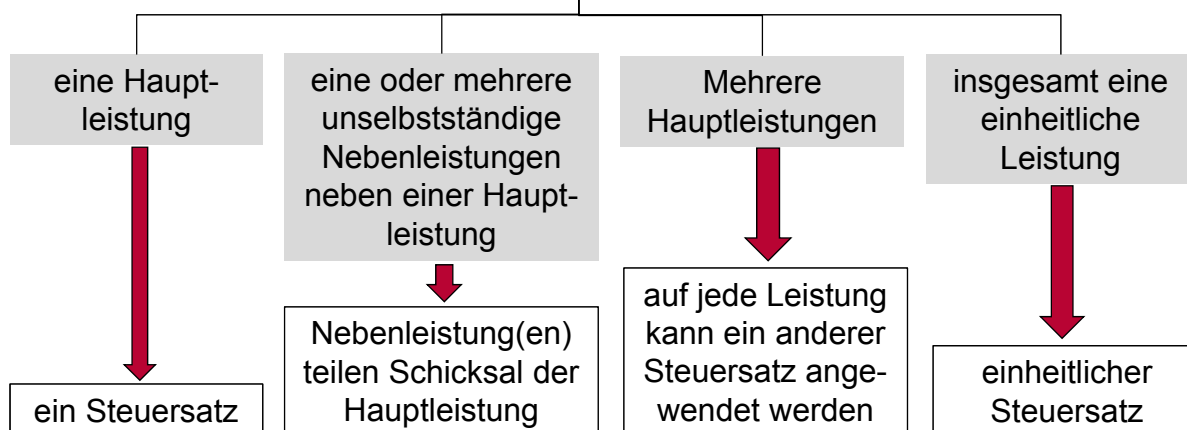 eine Haupt-
leistung
eine oder mehrere
unselbstständige
Nebenleistungen
neben einer Haupt-
leistung
Mehrere
Hauptleistungen
insgesamt eine
einheitliche
Leistung
ein Steuersatz
Nebenleistung(en)
teilen Schicksal der
Hauptleistung
auf jede Leistung
kann ein anderer
Steuersatz ange-
wendet werden
einheitlicher
Steuersatz